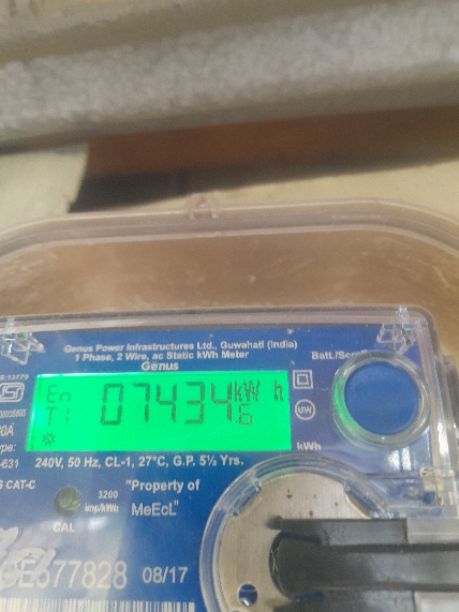 Genus Power Infrastructures Ltd., Guwahati (India)
1 Phase, 2 Wire, ac Static kWh Meter
Genus
Batt./Scroll
En
T1
07434.6
kW h
UW
kWh
240V, 50 Hz, CL-1, 27°C, G.P. 5½ Yrs.
CAT-C
3200
imp/kWh
"Property of
MeEcL"
CAL
577828 08/17